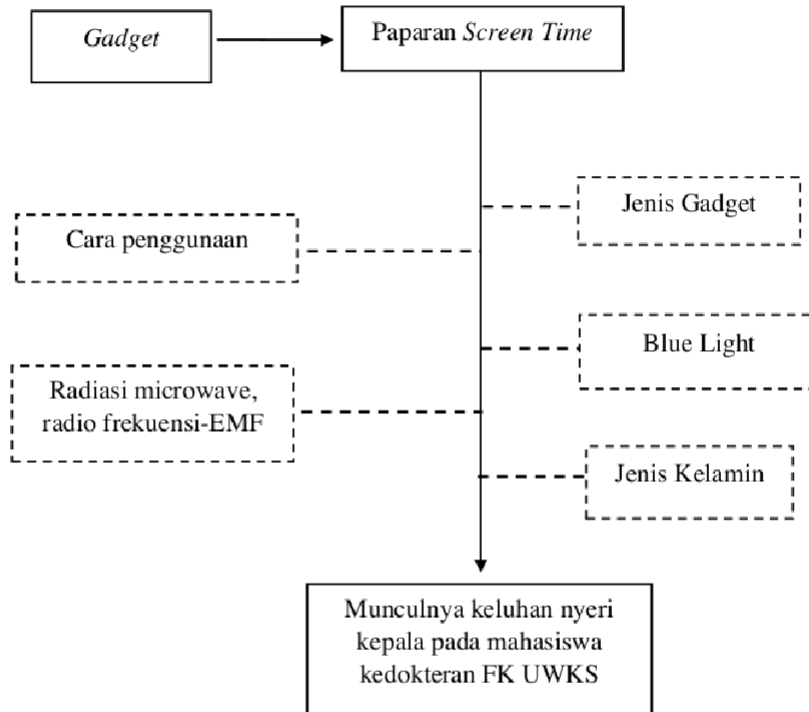 Gadget
Paparan Screen Time
Jenis Gadget
Cara penggunaan
Blue Light
Radiasi microwave,
radio frekuensi-EMF
Jenis Kelamin
Munculnya keluhan nyeri
kepala pada mahasiswa
kedokteran FK UWKS